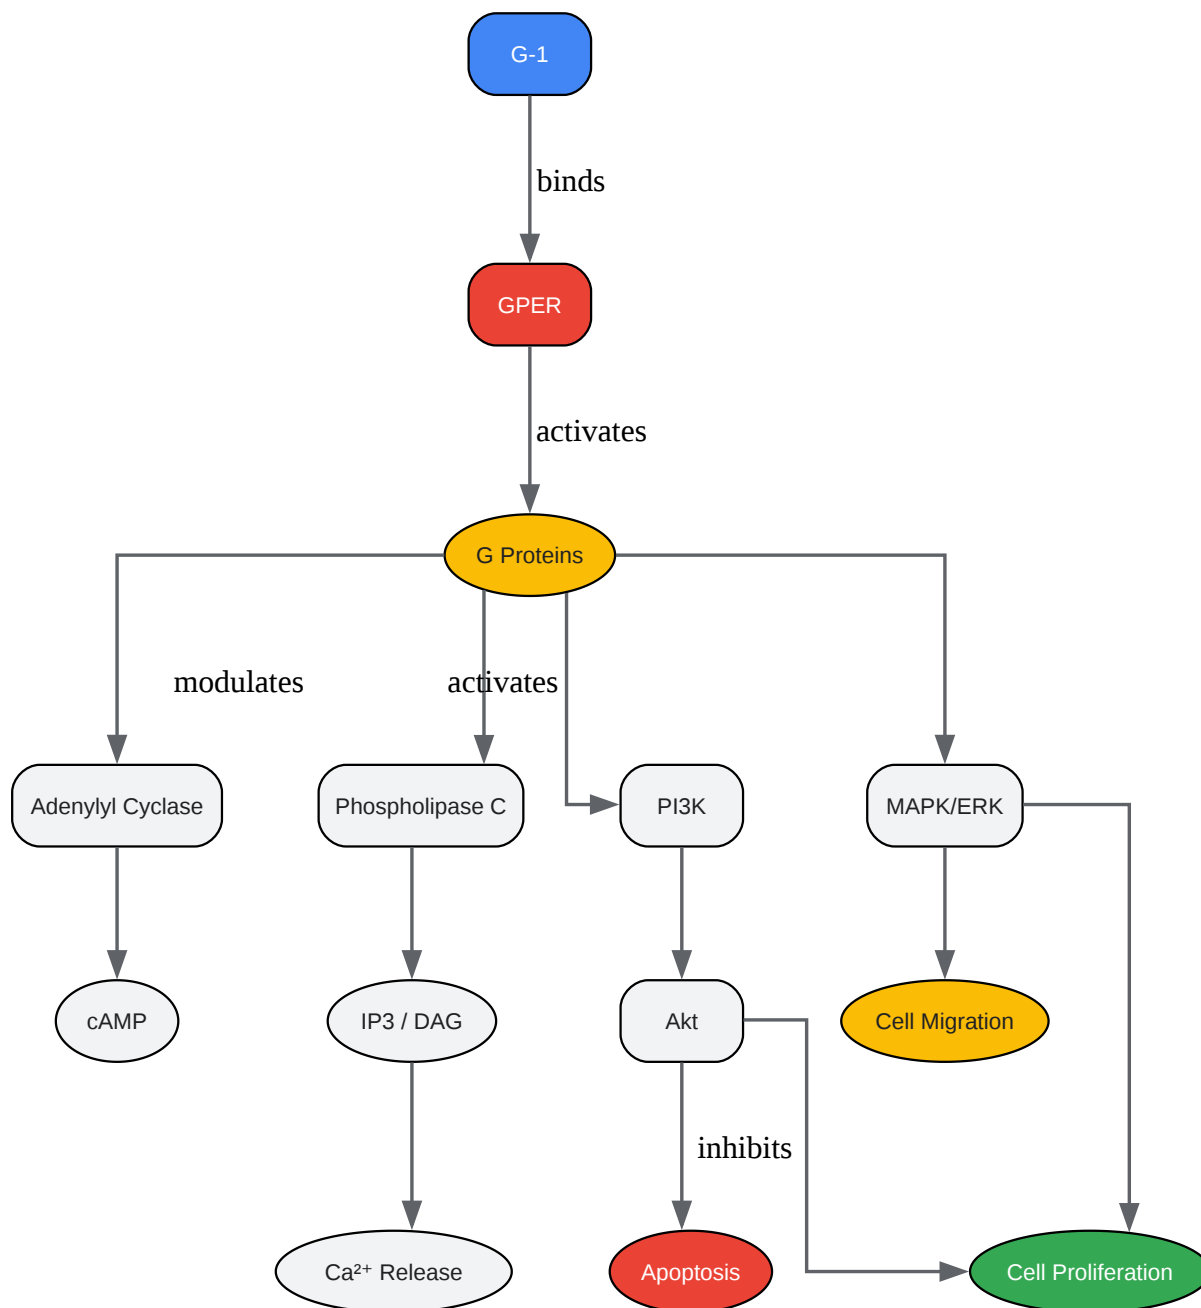 G-1
binds
GPER
activates
G Proteins
modulates
activates
Adenylyl Cyclase
Phospholipase C
PI3K
MAPK/ERK
cAMP
IP3 / DAG
Akt
Cell Migration
inhibits
Ca²⁺ Release
Apoptosis
Cell Proliferation